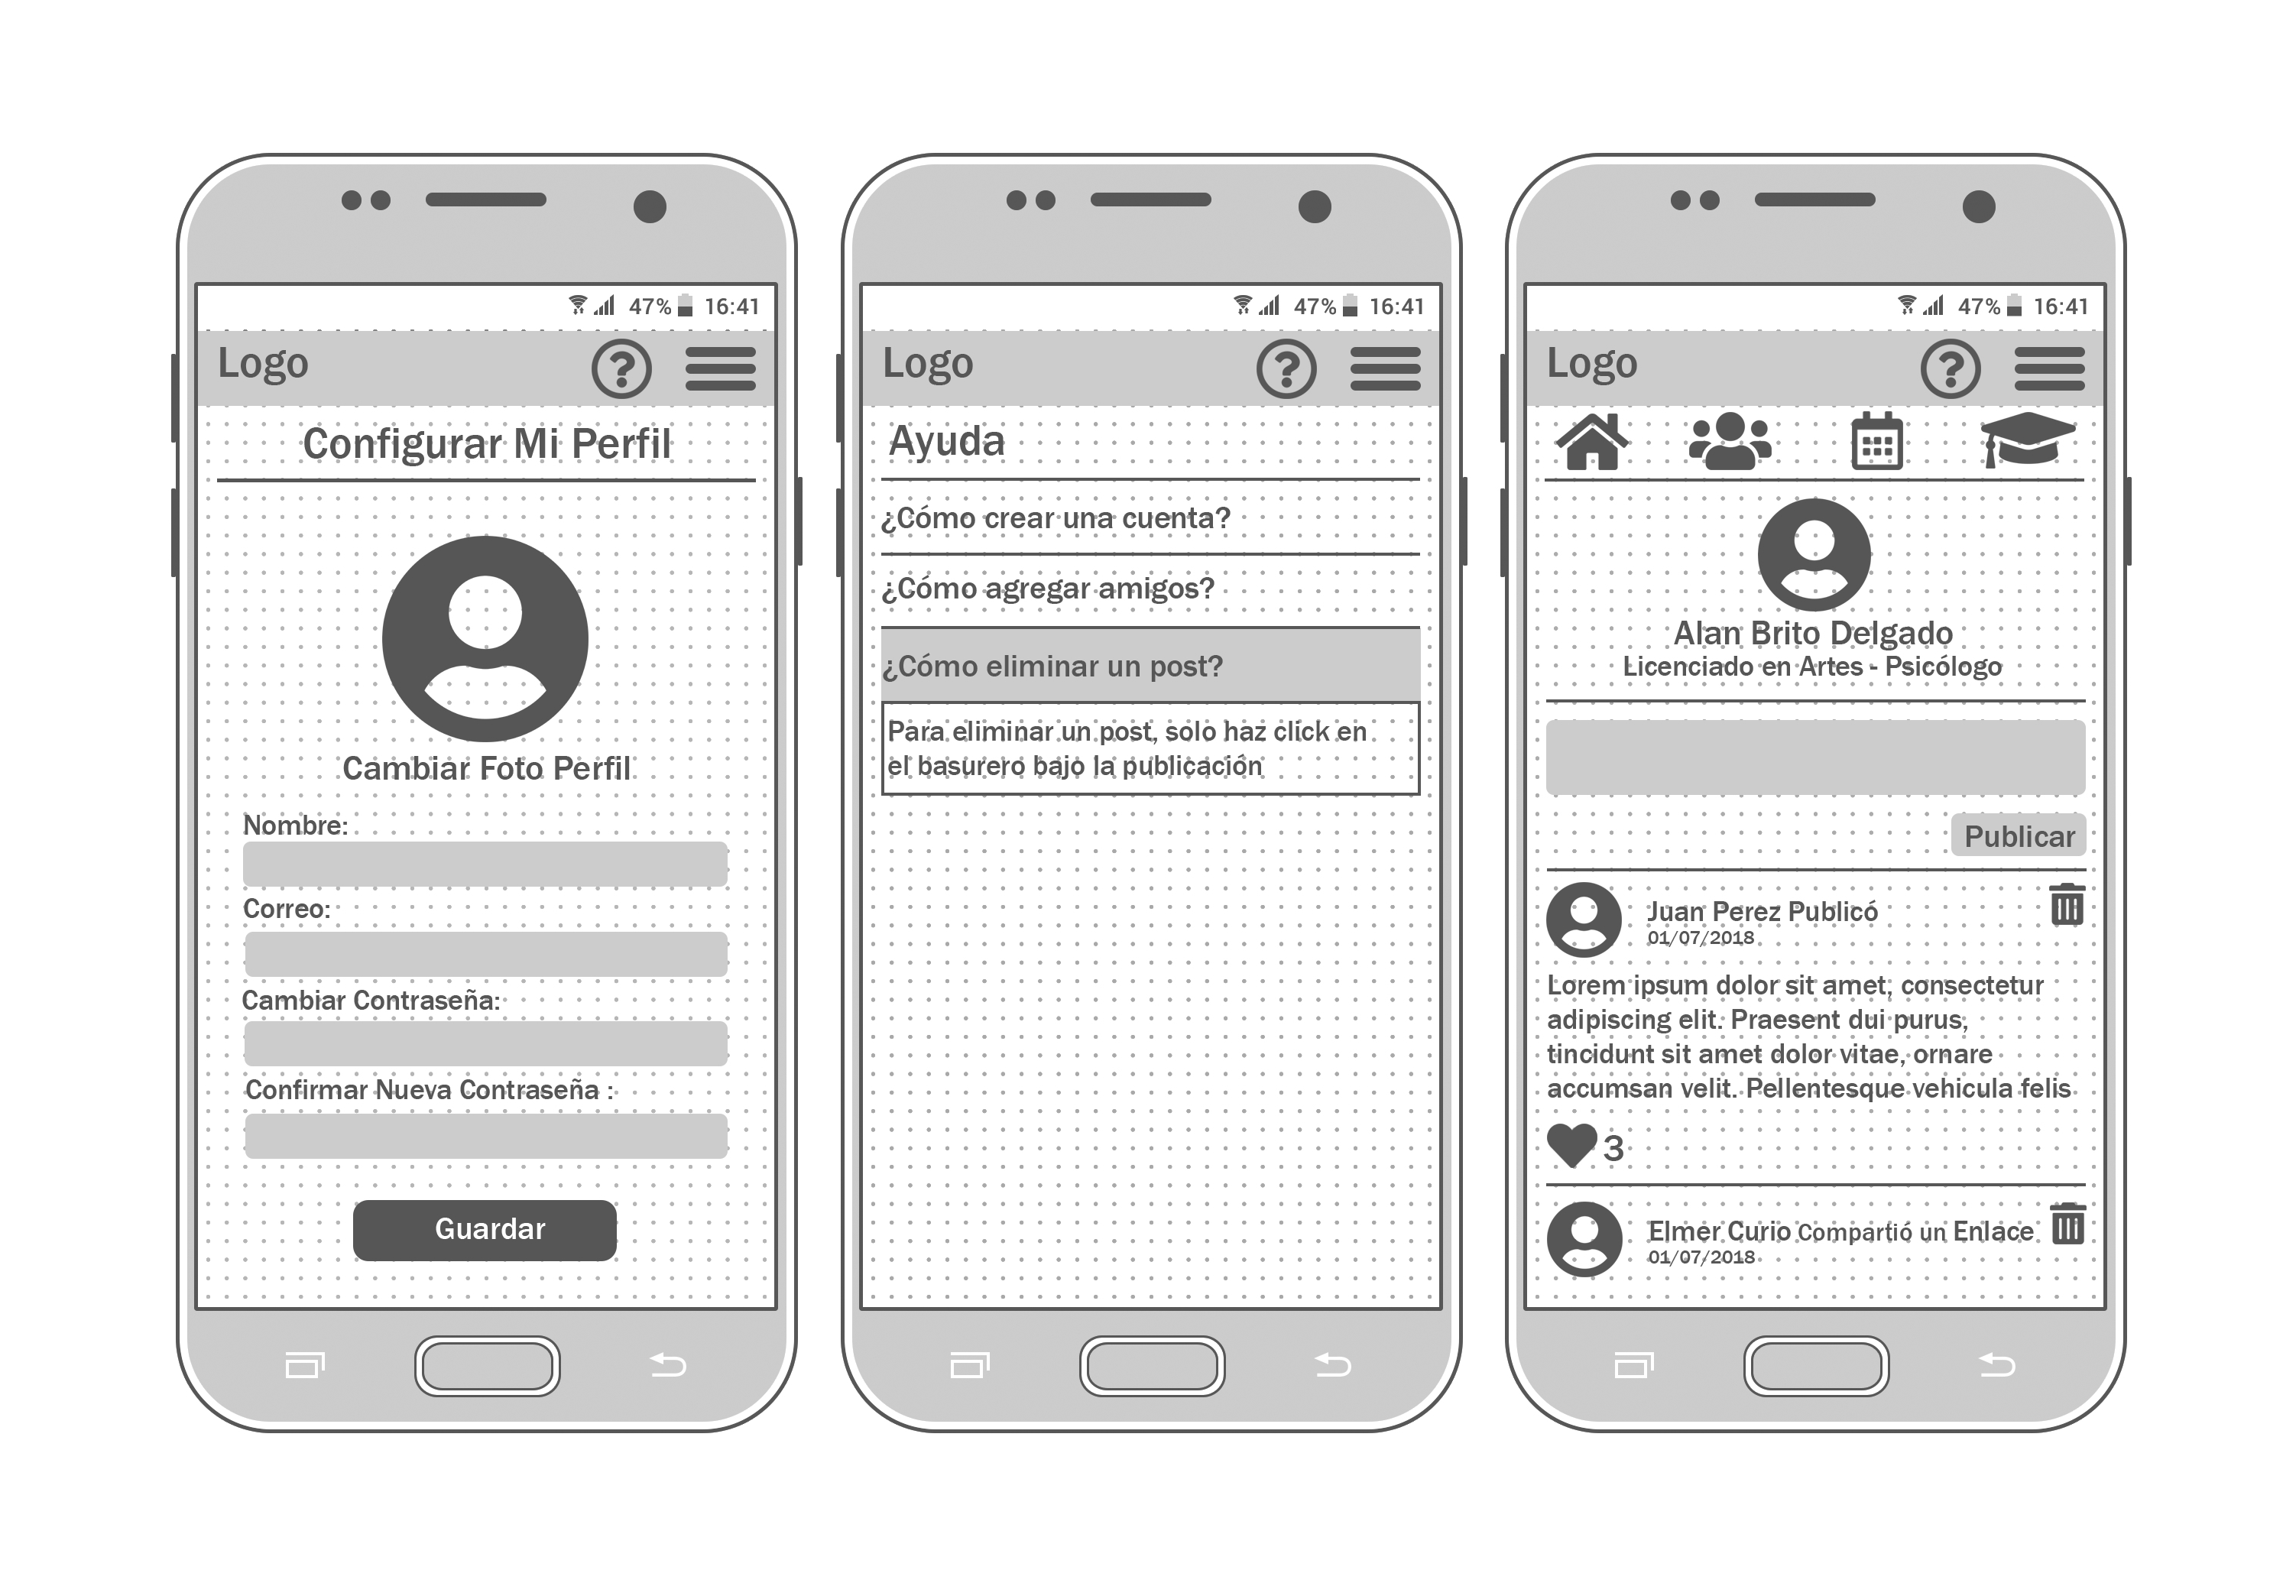 47% 16:41
Logo
Configurar Mi Perfil
Cambiar Foto Perfil
Nombre:
Correo:
Cambiar Contraseña:
Confirmar Nueva Contraseña :
Guardar
47% 16:41
Logo
Ayuda
¿Cómo crear una cuenta?
¿Cómo agregar amigos?
¿Cómo eliminar un post?
Para eliminar un post, solo haz click en
el basurero bajo la publicación
47% 16:41
Logo
Alan Brito Delgado
Licenciado en Artes - Psicólogo
Publicar
Juan Perez Publicó
01/07/2018
Lorem ipsum dolor sit amet, consectetur
adipiscing elit. Praesent dui purus,
tincidunt sit amet dolor vitae, ornare
accumsan velit. Pellentesque vehicula felis
3
Elmer Curio Compartió un Enlace
01/07/2018